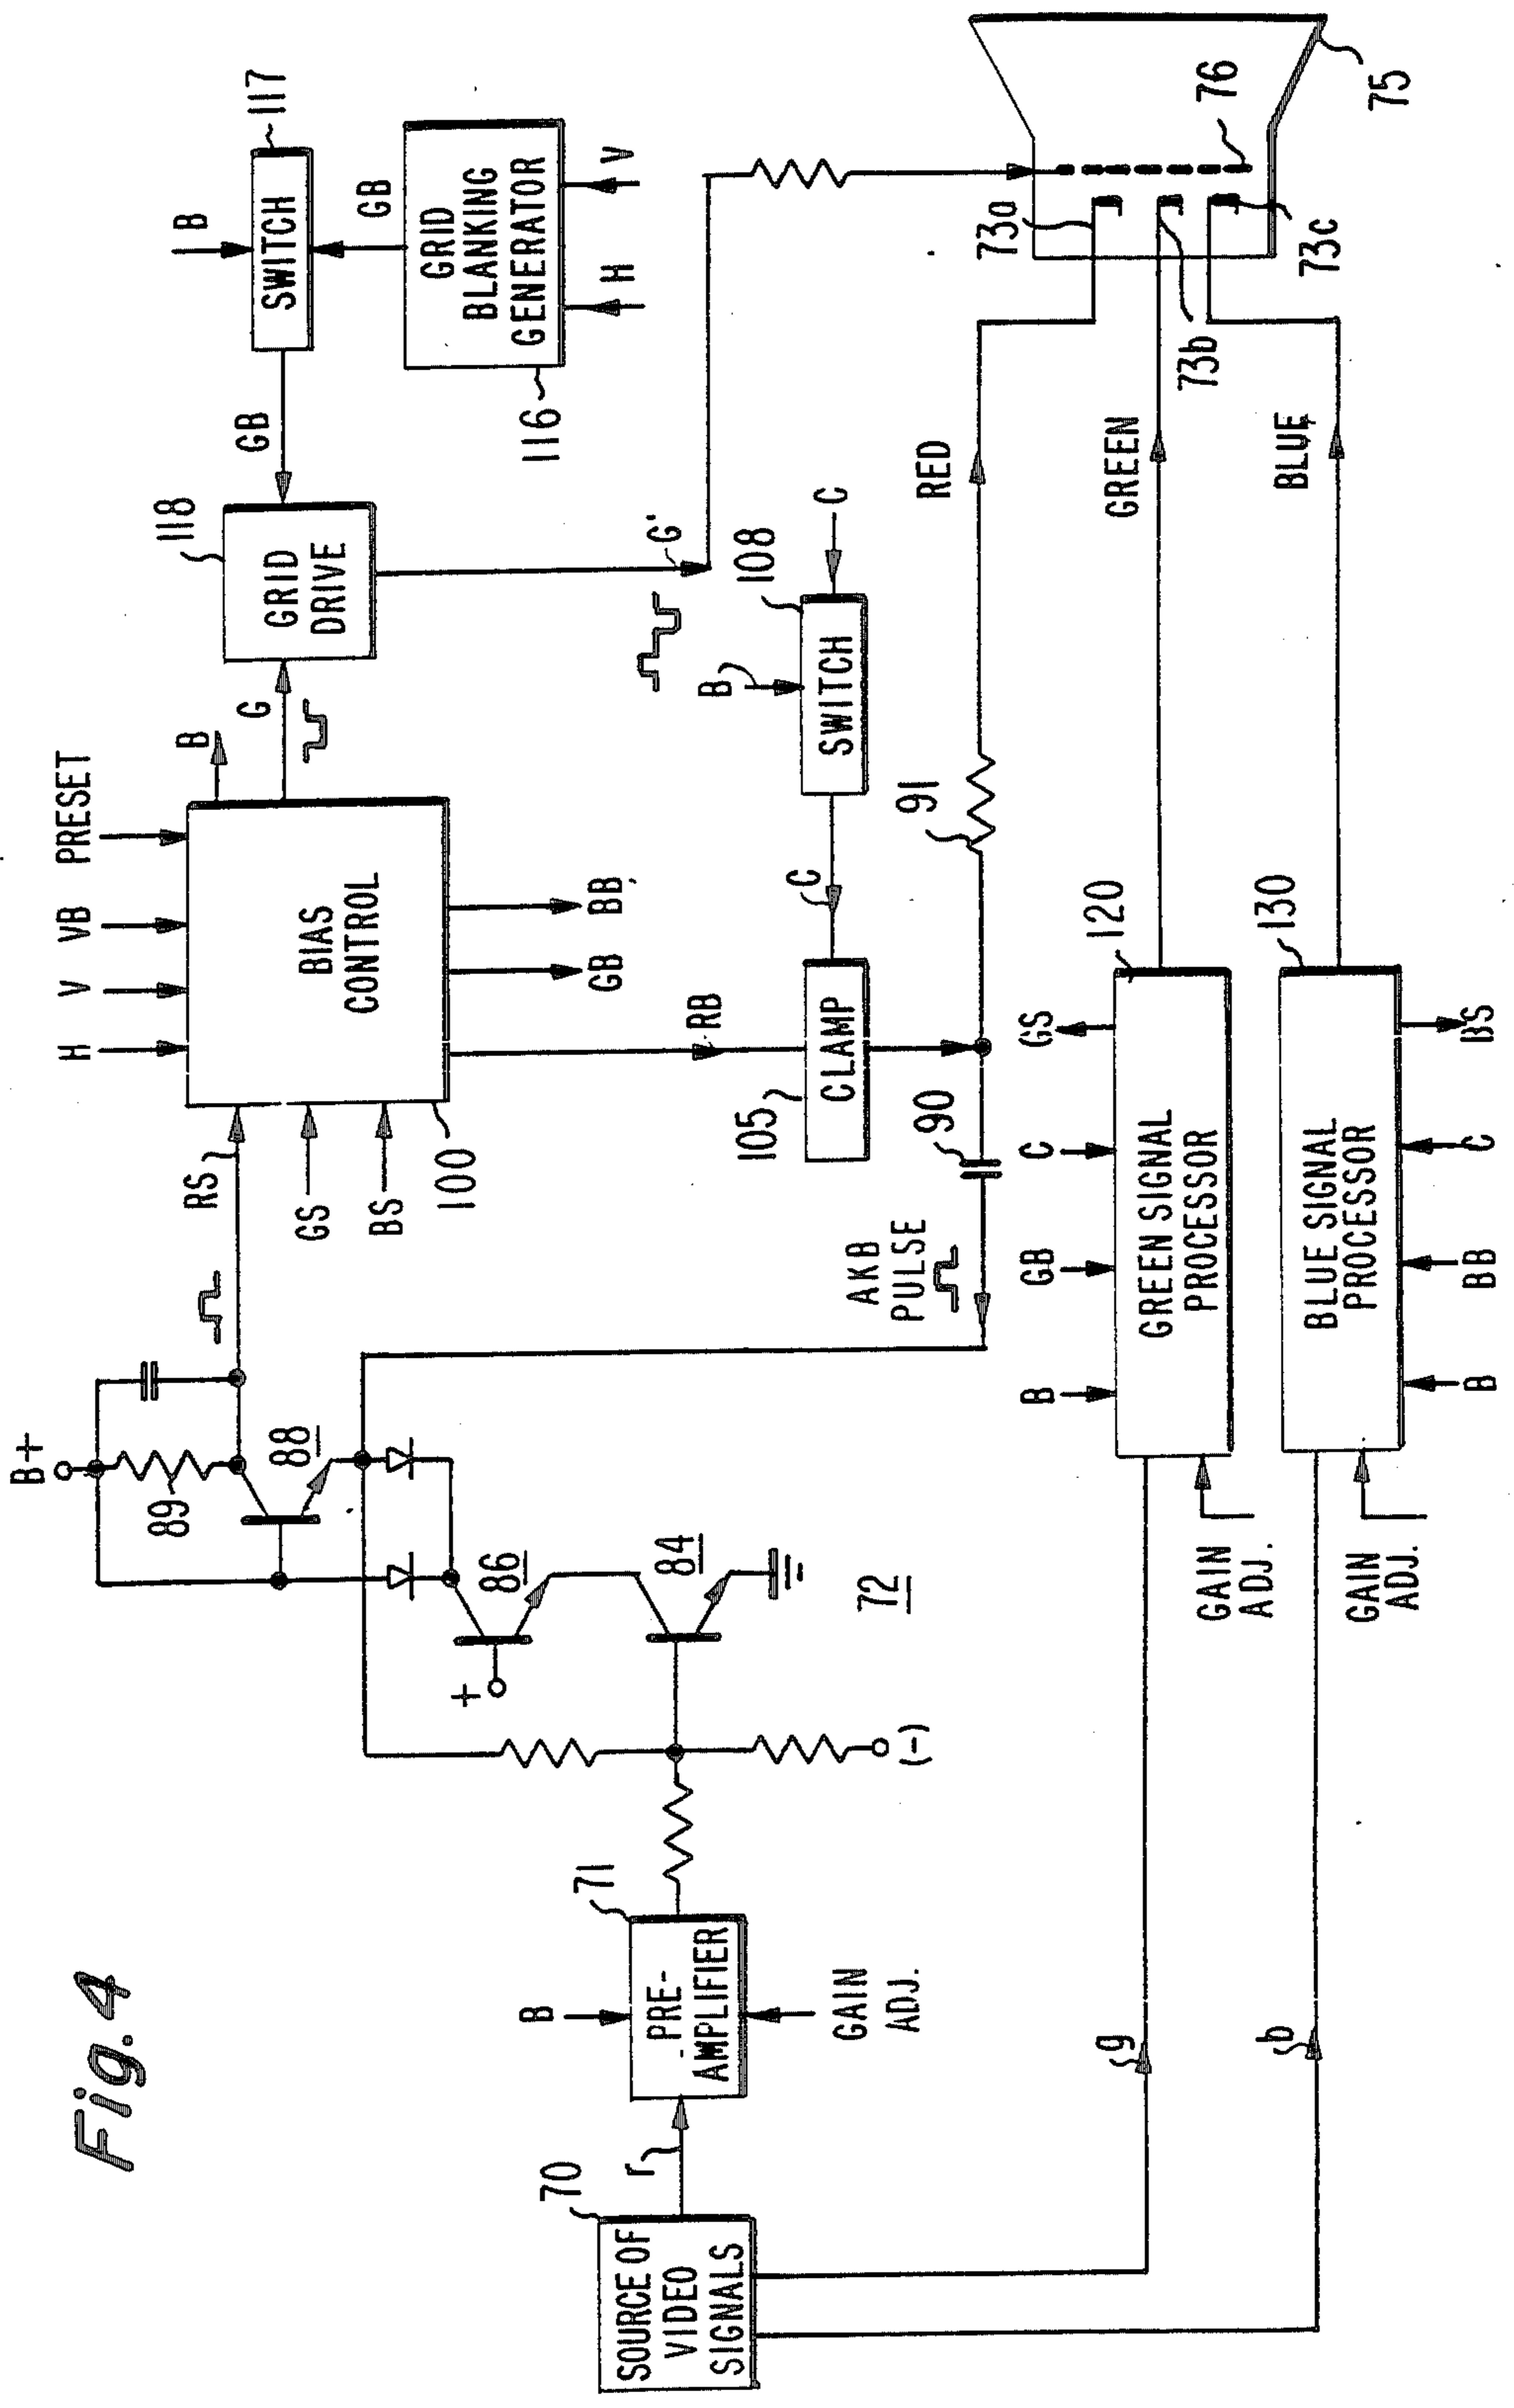 Fig. 4
SOURCE OF
VIDEO
SIGNALS
70
r
PRE-
AMPLIFIER
71
B
GAIN
ADJ.
g
b
(-)
72
84
86
+
88
89
B+
RS
GS
BS
100
H
V
VB
PRESET
BIAS
CONTROL
B
G
GB
BB
RB
105
CLAMP
C
SWITCH
108
B
C
90
91
AKB
PULSE
118
GRID
DRIVE
G'
GB
B
SWITCH
117
GB
GRID
BLANKING
GENERATOR
116
H
V
RED
GREEN
BLUE
73a
73b
73c
76
75
GREEN SIGNAL
PROCESSOR
120
B
GB
C
GS
GAIN
ADJ.
BLUE SIGNAL
PROCESSOR
130
B
BB
C
BS
GAIN
ADJ.